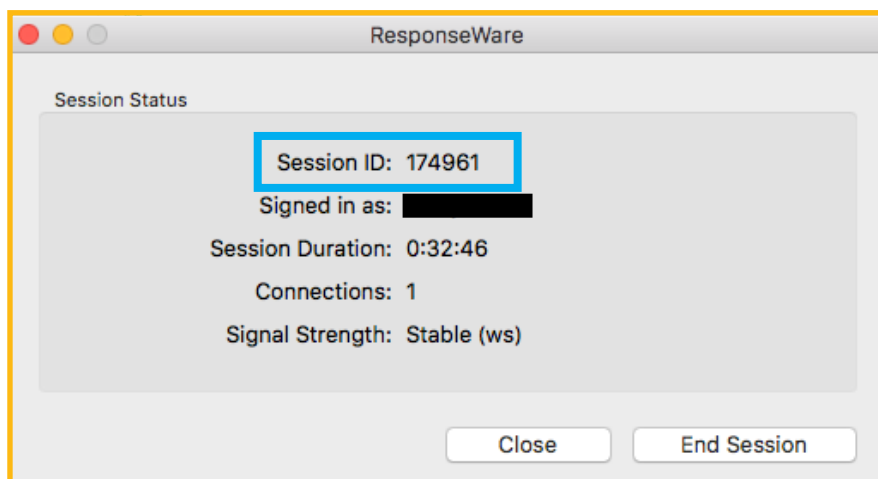 ResponseWare
Session Status
Session ID: 174961
Signed in as:
Session Duration: 0:32:46
Connections: 1
Signal Strength: Stable (ws)
Close End Session